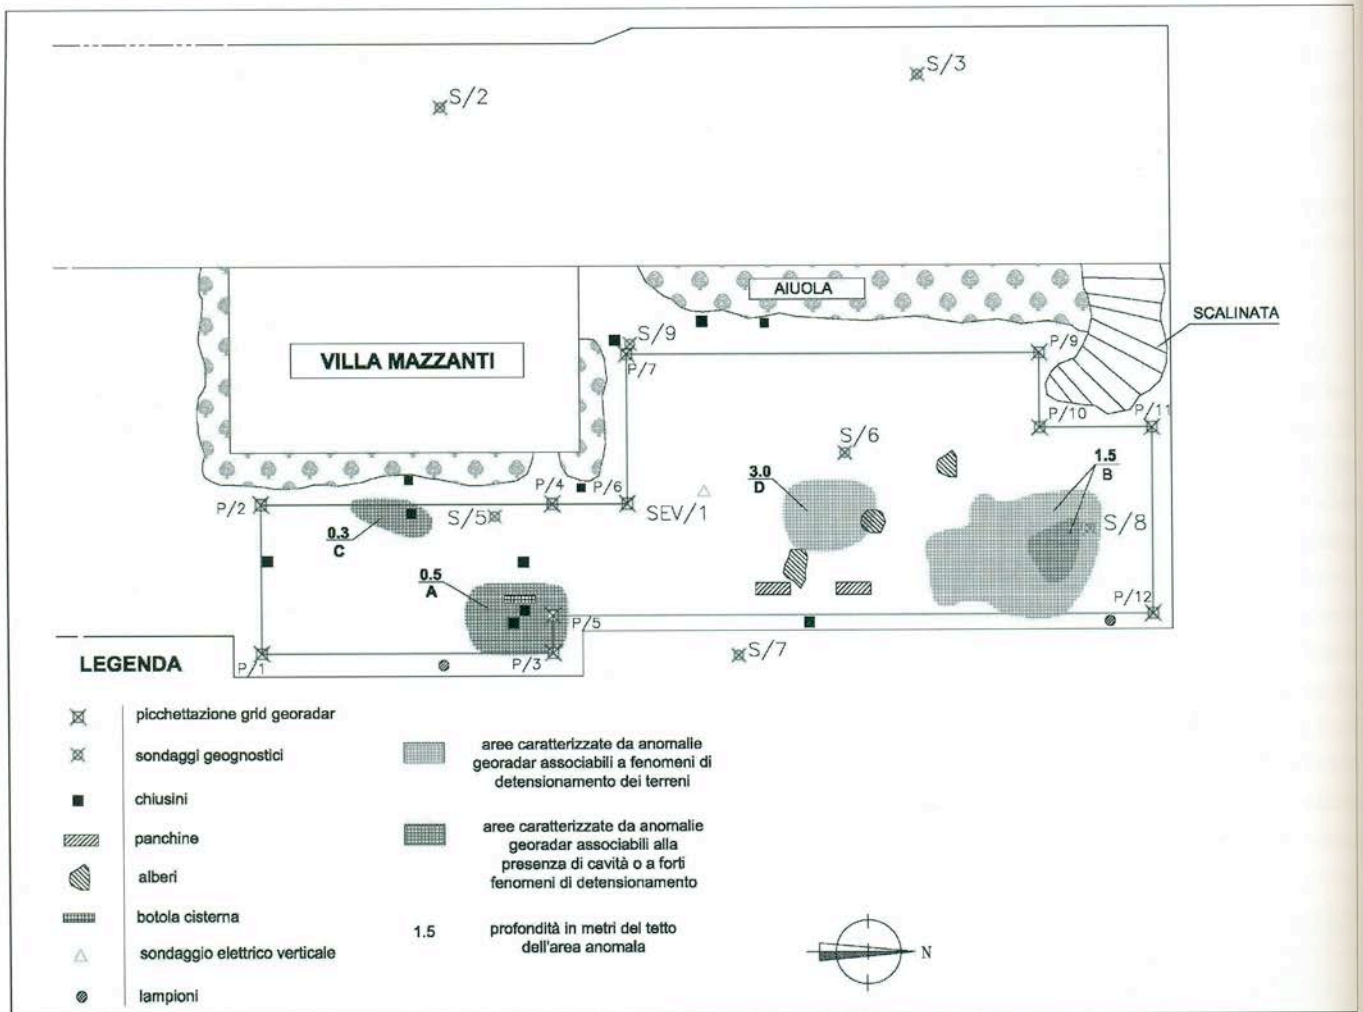 S/3
S/2
AIUOLA
SCALINATA
S/9
P/9
VILLA MAZZANTI
P/7
P/10
P/11
S/6
1.5
B
3.0
D
P/4
P/6
P/2
S/5
SEV/1
S/8
0.3
C
0.5
A
P/12
P/5
P/1
P/3
S/7
LEGENDA
picchettazione grid georadar
sondaggi geognostici
chiusini
panchine
alberi
botola cisterna
sondaggio elettrico verticale
lampioni
aree caratterizzate da anomalie
georadar associabili a fenomeni di
detensionamento dei terreni
aree caratterizzate da anomalie
georadar associabili alla
presenza di cavità o a forti
fenomeni di detensionamento
1.5
profondità in metri del tetto
dell'area anomala
N